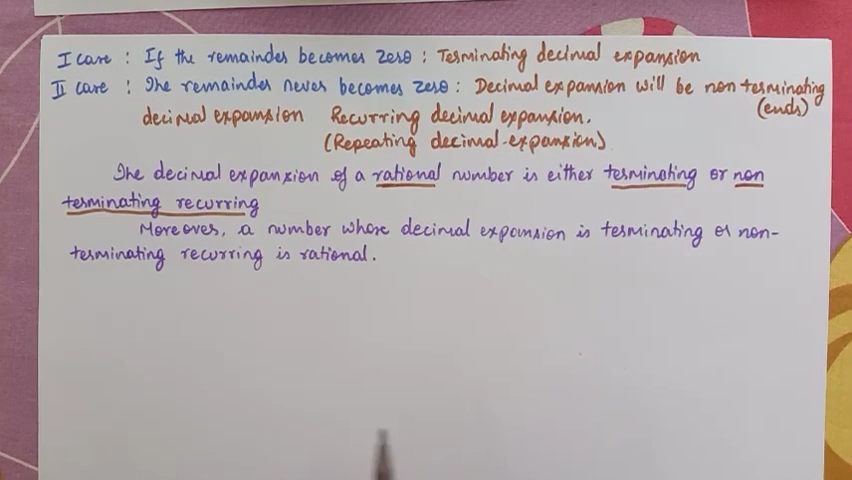 I case : If the remainder becomes zero : Terminating decimal expansion
II case : The remainder never becomes zero : Decimal expansion will be non terminating
(ends)
decimal expansion Recurring decimal expansion.
(Repeating decimal expansion)
The decimal expansion of a rational number is either terminating or non
terminating recurring
Moreover, a number whose decimal expansion is terminating or non-
terminating recurring is rational.